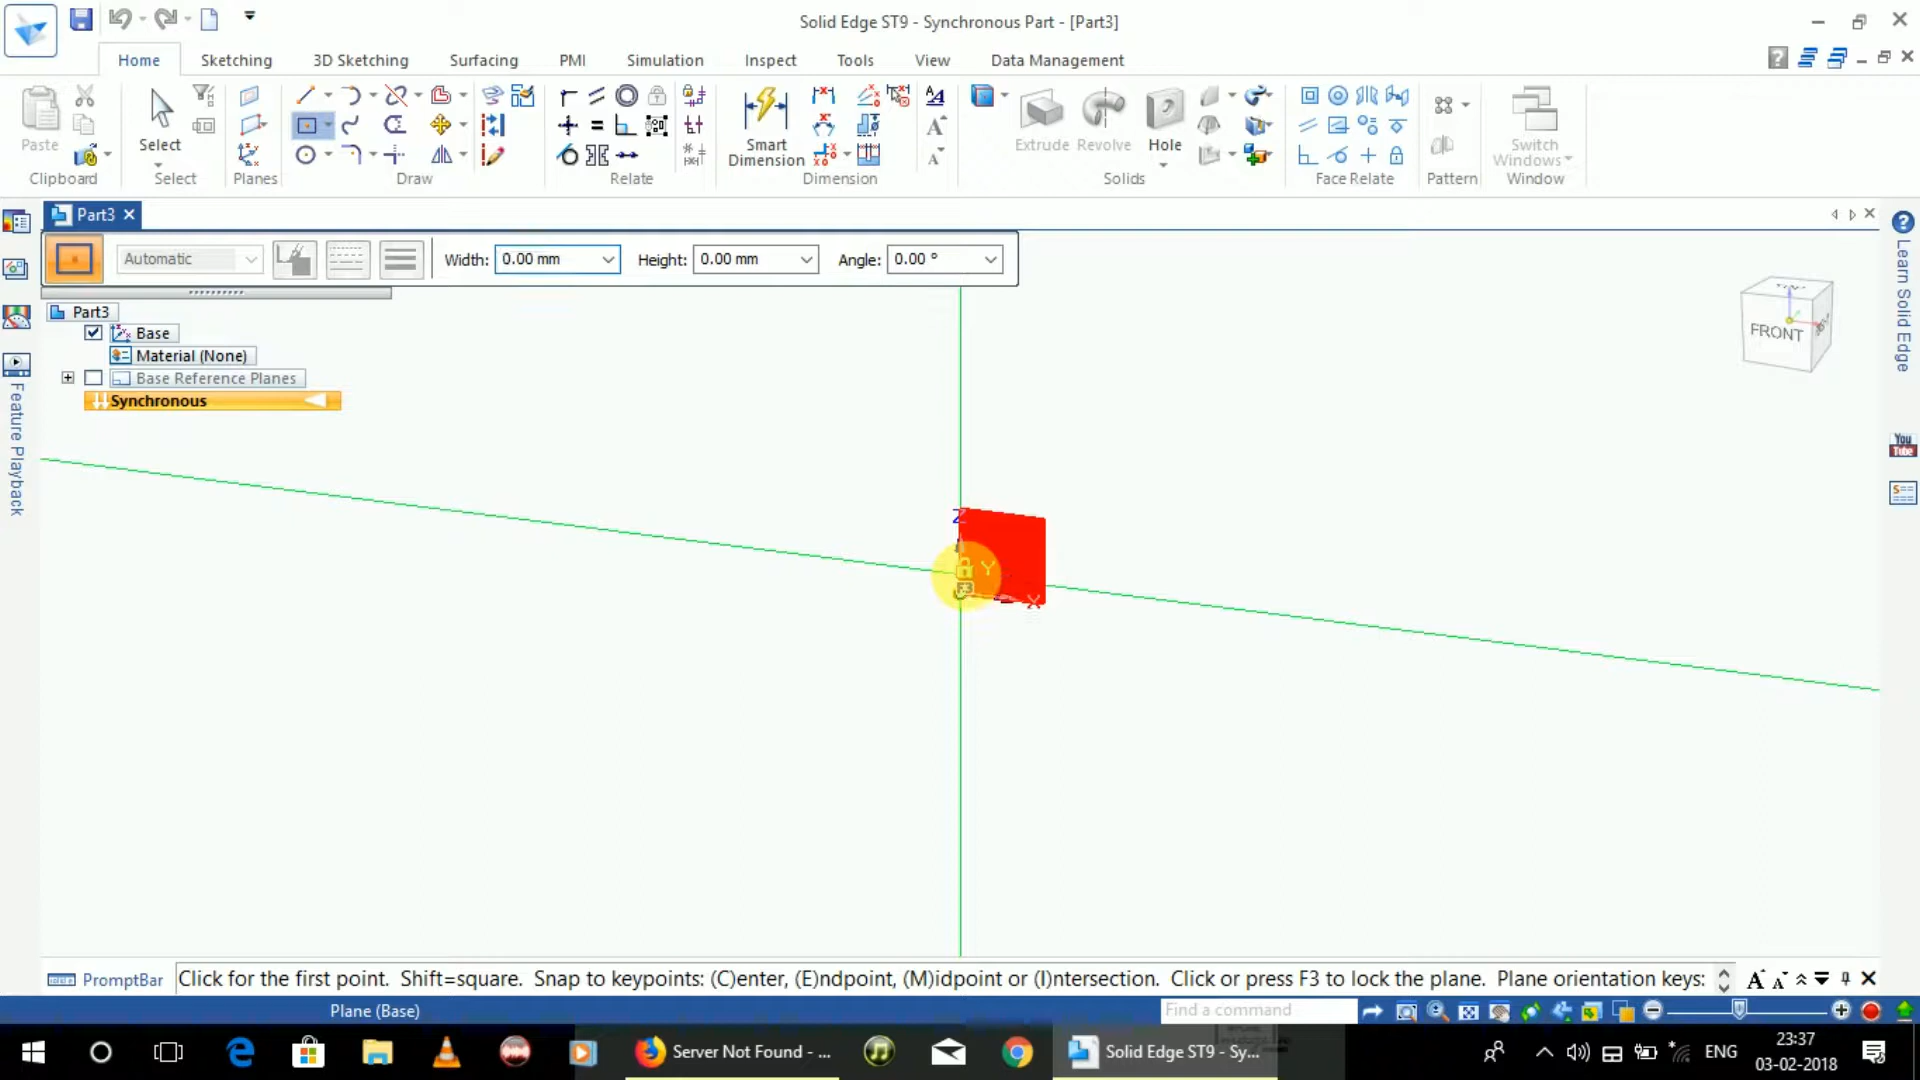 Solid Edge ST9 - Synchronous Part - [Part3]
Home
Sketching
3D Sketching
Surfacing
PMI
Simulation
Inspect
Tools
View
Data Management
Paste
Clipboard
Select
Select
Planes
Draw
Relate
Smart
Dimension
Dimension
Extrude
Revolve
Hole
Solids
Face Relate
Pattern
Switch
Windows
Window
Part3
Automatic
Width: 0.00 mm
Height: 0.00 mm
Angle: 0.00 °
Part3
Base
Material (None)
Base Reference Planes
Synchronous
Feature Playback
Learn Solid Edge
You
Tube
FRONT
Z
Y
X
F3
PromptBar
Click for the first point. Shift=square. Snap to keypoints: (C)enter, (E)ndpoint, (M)idpoint or (I)ntersection. Click or press F3 to lock the plane. Plane orientation keys:
Plane (Base)
Find a command
Server Not Found - ...
Solid Edge ST9 - Sy...
ENG
23:37
03-02-2018